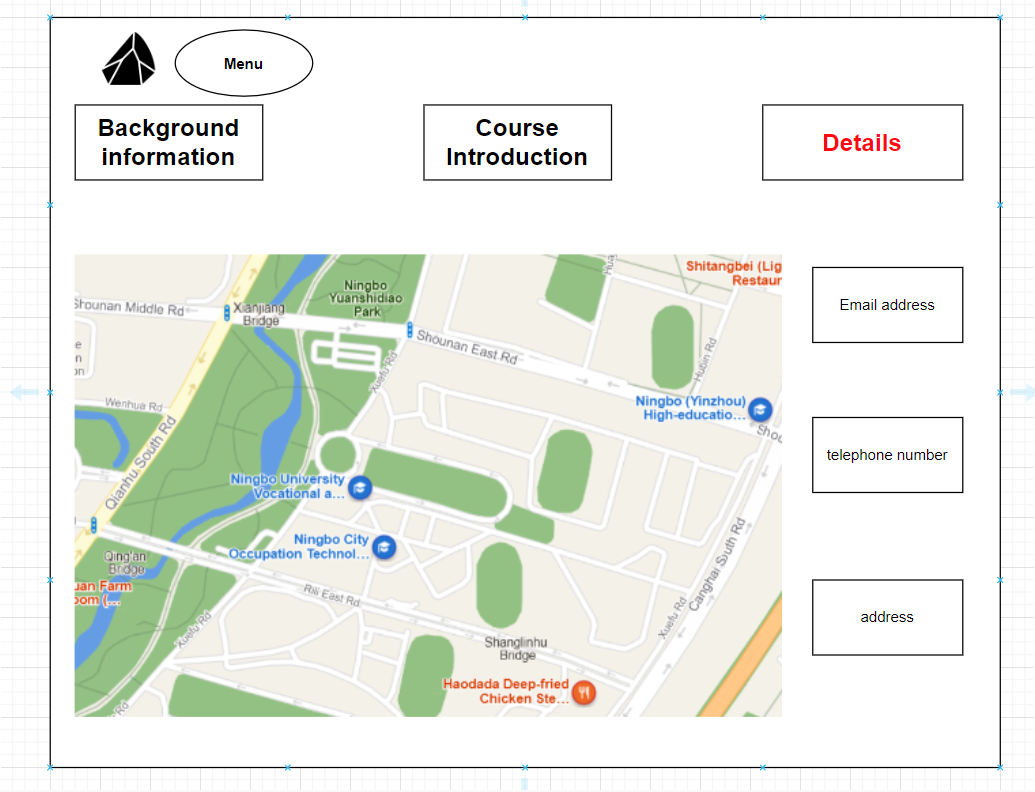 Menu
Background
information
Course
Introduction
Details
Shitangbei (Lig
Restaur
Ningbo
Yuanshidiao
Park
Shounan Middle Rd
Xianjiang
Bridge
Shounan East Rd
Xuefu Rd
Hubin Rd
Email address
Wenhua Rd
Ningbo (Yinzhou)
High-educatio...
Shou
Qianhu South Rd
telephone number
Ningbo University
Vocational a...
Ningbo City
Occupation Technol...
Qing'an
Bridge
uan Farm
oom (...
Rili East Rd
Canghai South Rd
Xuefu Rd
Xuefu Rd
address
Shanglinhu
Bridge
Haodada Deep-fried
Chicken Ste...
Rd